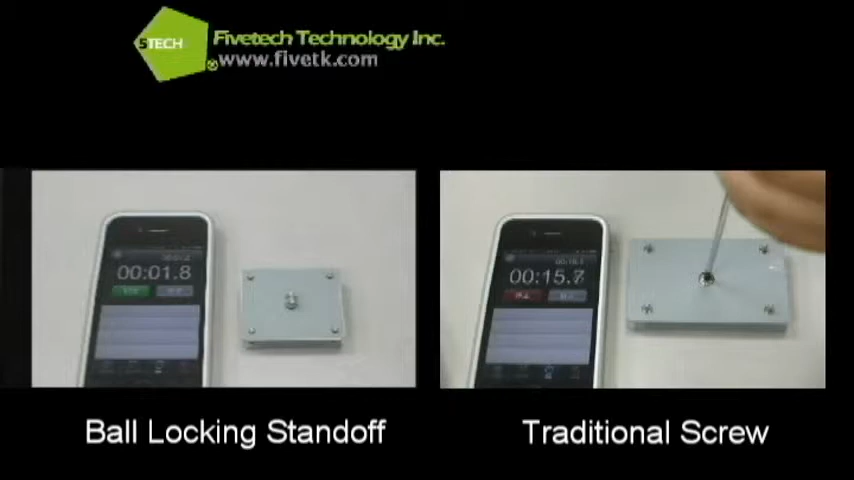 5TECH
Fivetech Technology Inc.
www.fivetk.com
00:01.8
00:15.7
Ball Locking Standoff
Traditional Screw